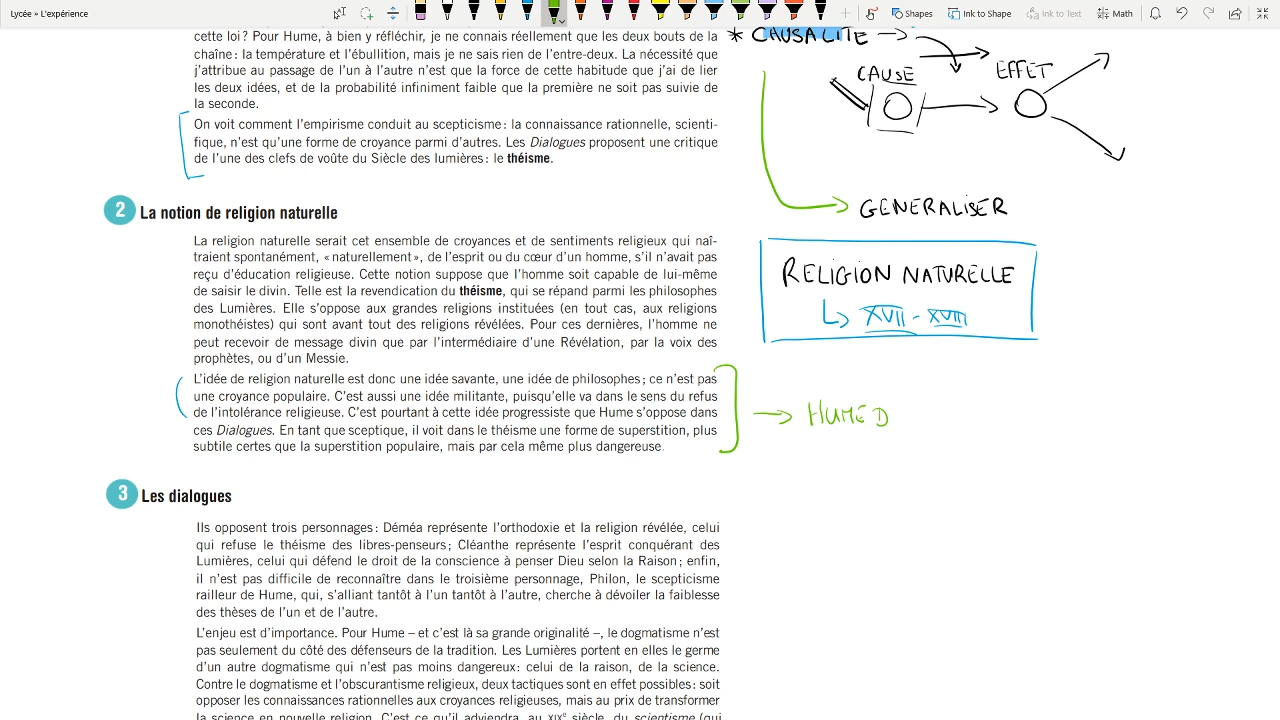 Lycée » L'expérience
Shapes
Ink to Shape
Ink to Text
Math
cette loi ? Pour Hume, à bien y réfléchir, je ne connais réellement que les deux bouts de la
chaîne : la température et l'ébullition, mais je ne sais rien de l'entre-deux. La nécessité que
j'attribue au passage de l'un à l'autre n'est que la force de cette habitude que j'ai de lier
les deux idées, et de la probabilité infiniment faible que la première ne soit pas suivie de
la seconde.
On voit comment l'empirisme conduit au scepticisme : la connaissance rationnelle, scienti-
fique, n'est qu'une forme de croyance parmi d'autres. Les Dialogues proposent une critique
de l'une des clefs de voûte du Siècle des lumières : le théisme.
* CAUSALITE →
CAUSE
EFFET
GENERALISER
2 La notion de religion naturelle
La religion naturelle serait cet ensemble de croyances et de sentiments religieux qui naî-
traient spontanément, « naturellement », de l'esprit ou du cœur d'un homme, s'il n'avait pas
reçu d'éducation religieuse. Cette notion suppose que l'homme soit capable de lui-même
de saisir le divin. Telle est la revendication du théisme, qui se répand parmi les philosophes
des Lumières. Elle s'oppose aux grandes religions instituées (en tout cas, aux religions
monothéistes) qui sont avant tout des religions révélées. Pour ces dernières, l'homme ne
peut recevoir de message divin que par l'intermédiaire d'une Révélation, par la voix des
prophètes, ou d'un Messie.
L'idée de religion naturelle est donc une idée savante, une idée de philosophes ; ce n'est pas
une croyance populaire. C'est aussi une idée militante, puisqu'elle va dans le sens du refus
de l'intolérance religieuse. C'est pourtant à cette idée progressiste que Hume s'oppose dans
ces Dialogues. En tant que sceptique, il voit dans le théisme une forme de superstition, plus
subtile certes que la superstition populaire, mais par cela même plus dangereuse.
RELIGION NATURELLE
↳ XVII - XVIII
→ HUME D
3 Les dialogues
Ils opposent trois personnages : Déméa représente l'orthodoxie et la religion révélée, celui
qui refuse le théisme des libres-penseurs ; Cléanthe représente l'esprit conquérant des
Lumières, celui qui défend le droit de la conscience à penser Dieu selon la Raison ; enfin,
il n'est pas difficile de reconnaître dans le troisième personnage, Philon, le scepticisme
railleur de Hume, qui, s'alliant tantôt à l'un tantôt à l'autre, cherche à dévoiler la faiblesse
des thèses de l'un et de l'autre.
L'enjeu est d'importance. Pour Hume – et c'est là sa grande originalité –, le dogmatisme n'est
pas seulement du côté des défenseurs de la tradition. Les Lumières portent en elles le germe
d'un autre dogmatisme qui n'est pas moins dangereux : celui de la raison, de la science.
Contre le dogmatisme et l'obscurantisme religieux, deux tactiques sont en effet possibles : soit
opposer les connaissances rationnelles aux croyances religieuses, mais au prix de transformer
la science en nouvelle religion. C'est ce qu'il adviendra, au XIXe siècle, du scientisme (qui